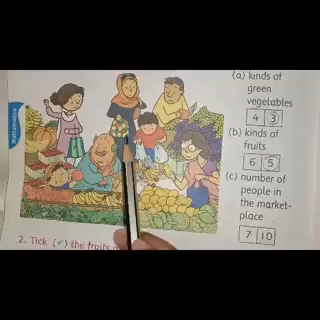 Mathematics
(a) kinds of
green
vegetables
4 3
(b) kinds of
fruits
6 5
(c) number of
people in
the market-
place
7 10
2. Tick (✓) the fruits